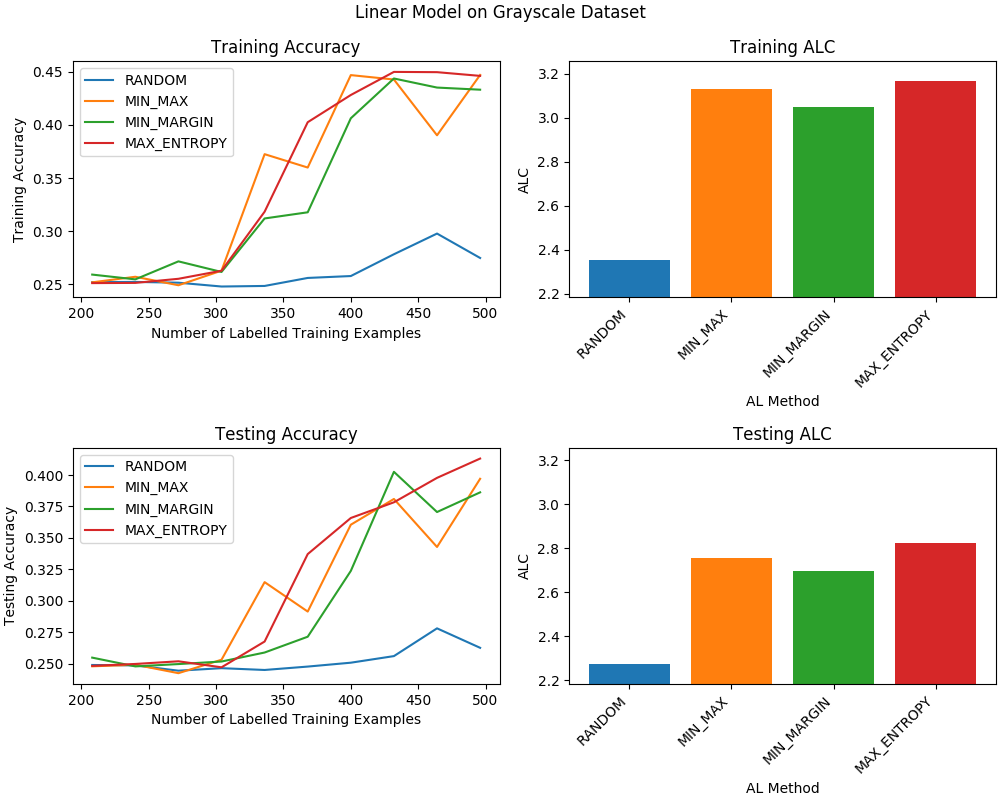 Linear Model on Grayscale Dataset
Training Accuracy
Training Accuracy
0.45
0.40
0.35
0.30
0.25
RANDOM
MIN_MAX
MIN_MARGIN
MAX_ENTROPY
200 250 300 350 400 450 500
Number of Labelled Training Examples
Training ALC
ALC
3.2
3.0
2.8
2.6
2.4
2.2
RANDOM
MIN_MAX
MIN_MARGIN
MAX_ENTROPY
AL Method
Testing Accuracy
Testing Accuracy
0.400
0.375
0.350
0.325
0.300
0.275
0.250
RANDOM
MIN_MAX
MIN_MARGIN
MAX_ENTROPY
200 250 300 350 400 450 500
Number of Labelled Training Examples
Testing ALC
ALC
3.2
3.0
2.8
2.6
2.4
2.2
RANDOM
MIN_MAX
MIN_MARGIN
MAX_ENTROPY
AL Method